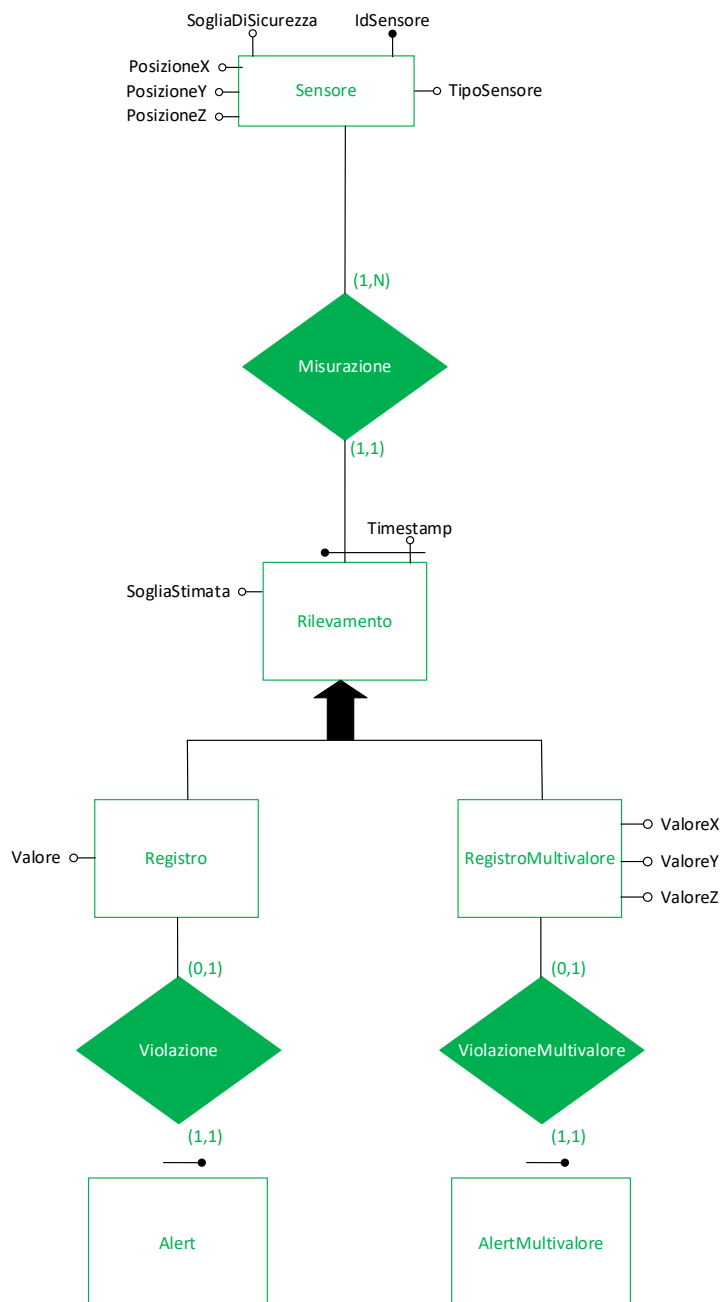 SogliaDiSicurezza IdSensore
PosizioneX
PosizioneY Sensore TipoSensore
PosizioneZ
(1,N)
Misurazione
(1,1)
Timestamp
SogliaStimata
Rilevamento
ValoreX
Valore Registro RegistroMultivalore ValoreY
ValoreZ
(0,1) (0,1)
Violazione ViolazioneMultivalore
(1,1) (1,1)
Alert AlertMultivalore